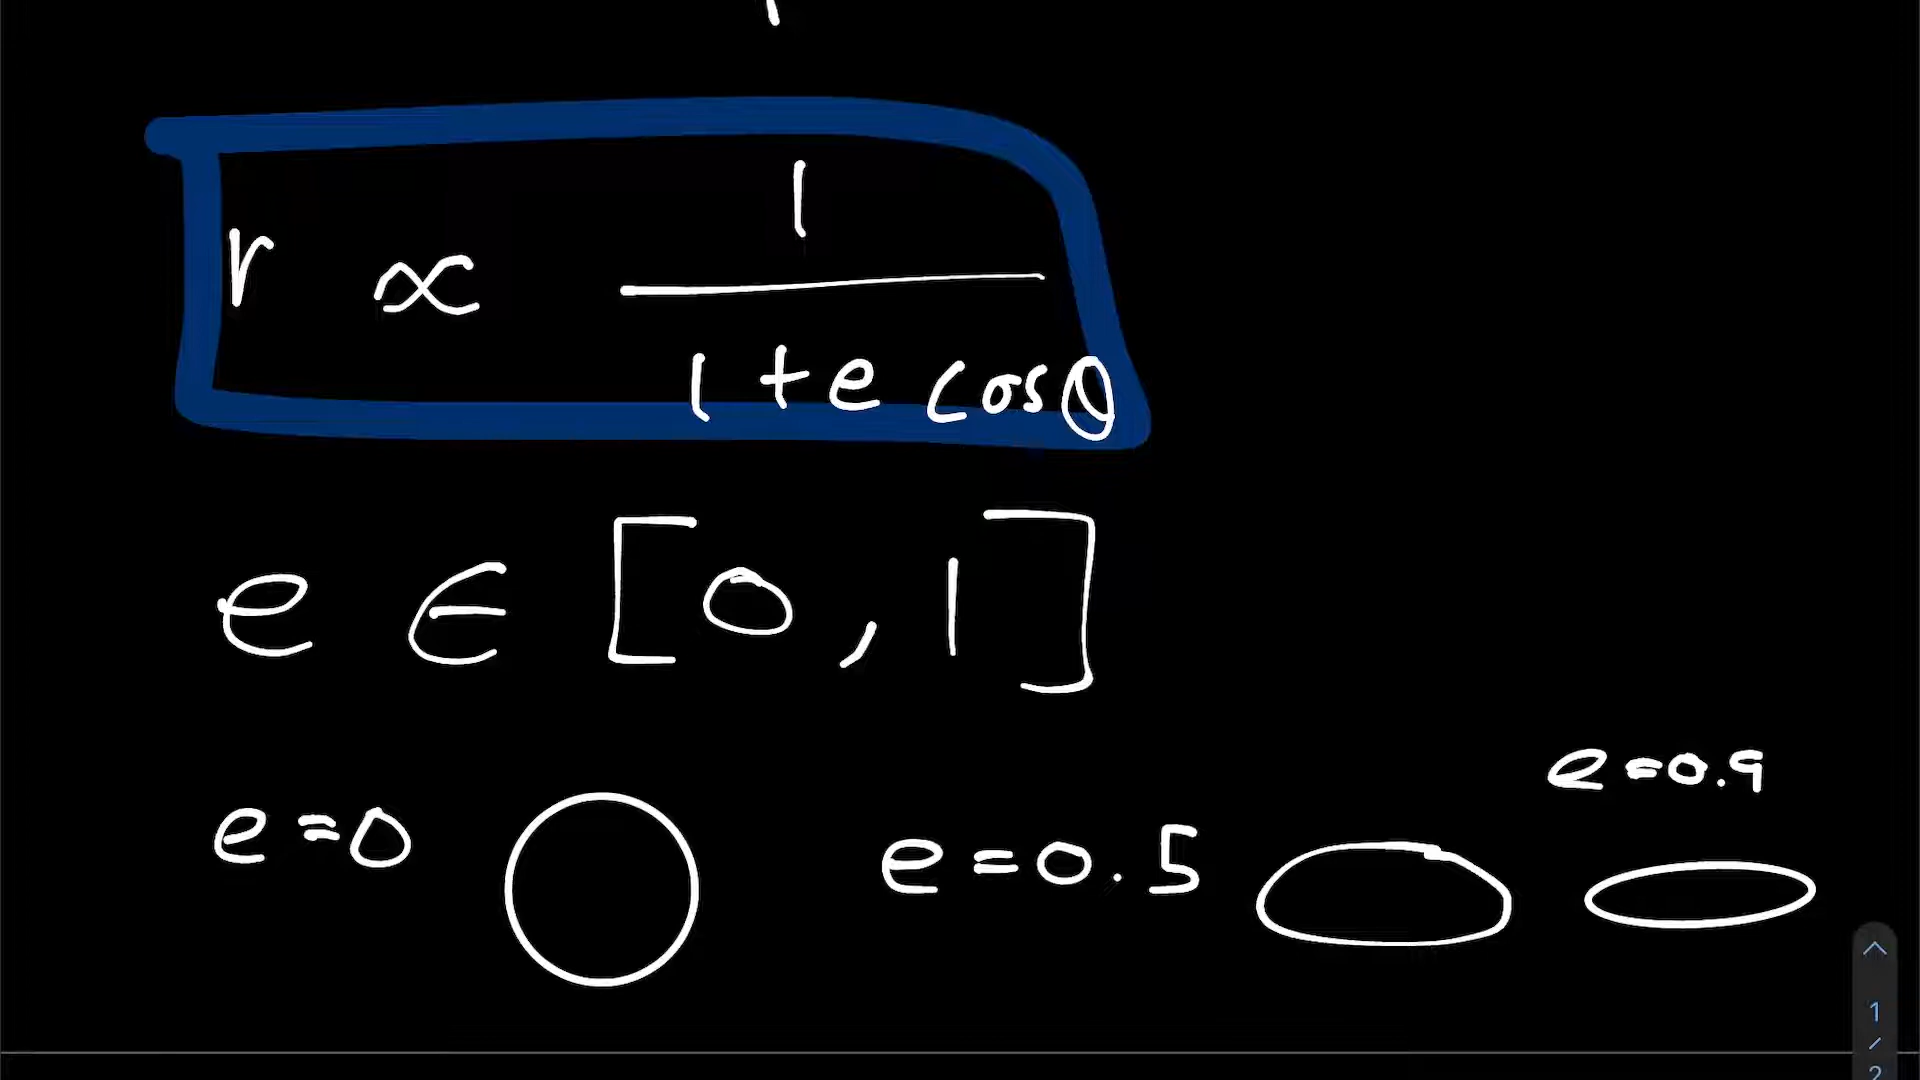 r ∝ 1 / (1 + e cosθ)
e ∈ [0, 1]
e = 0.9
e = 0
e = 0.5
1
/
2